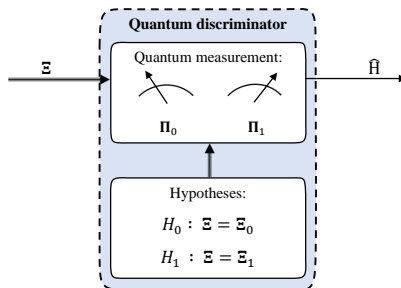 Quantum discriminator
Quantum measurement:
Ξ
Ĥ
Π₀ Π₁
Hypotheses:
H₀ : Ξ = Ξ₀
H₁ : Ξ = Ξ₁